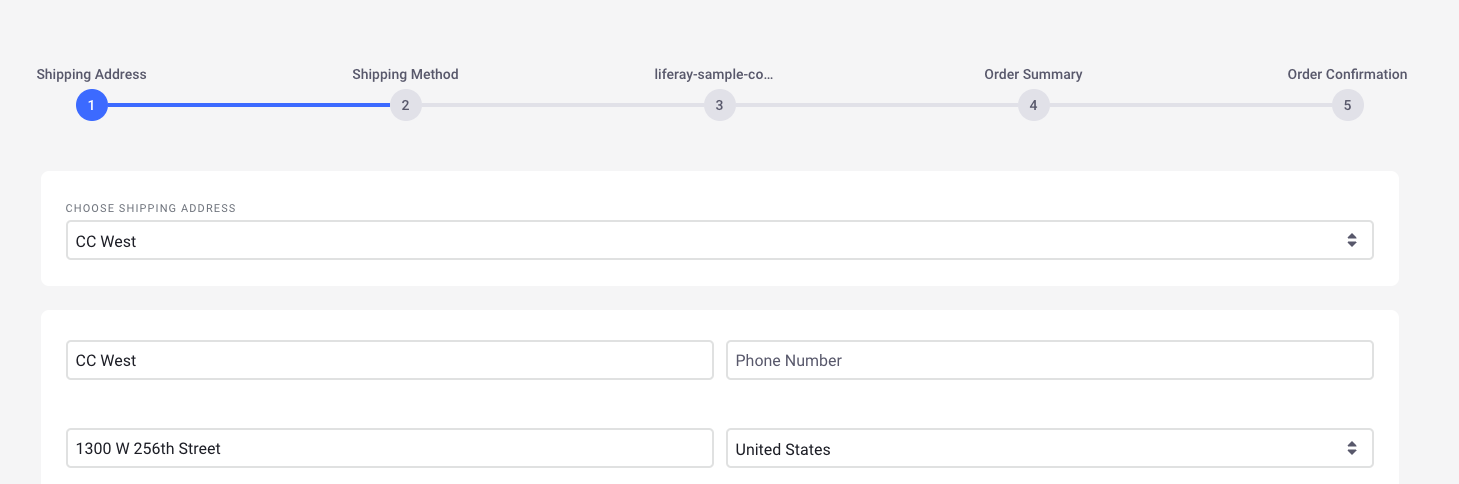 Shipping Address Shipping Method liferay-sample-co... Order Summary Order Confirmation
1 2 3 4 5
CHOOSE SHIPPING ADDRESS
CC West
CC West Phone Number
1300 W 256th Street United States